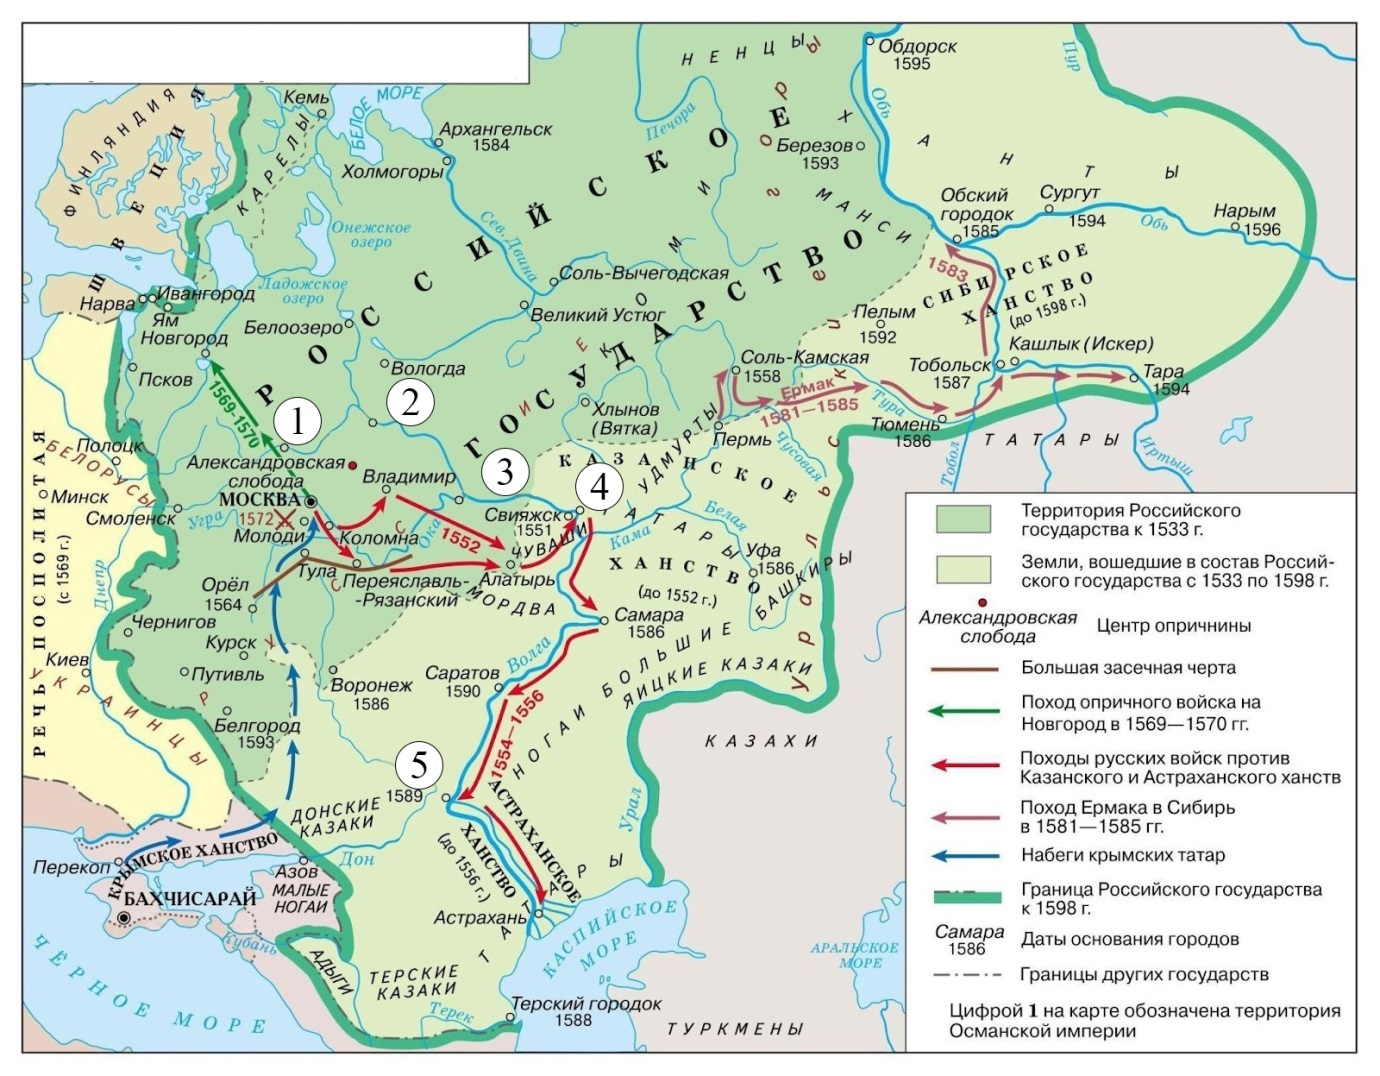 НЕНЦЫ
Обдорск
1595
Пур
Обь
БЕЛОЕ МОРЕ
Кемь
Архангельск
1584
Холмогоры
Печора
Березов
1593
ХАНТЫ
МАНСИ
ФИНЛЯНДИЯ
ШВЕЦИЯ
КАРЕЛЫ
Онежское
озеро
Сев. Двина
КОМИ
РОССИЙСКОЕ
ГОСУДАРСТВО
Уральские горы
Обский
городок
1585
Сургут
1594
Обь
Нарым
1596
1583
СИБИРСКОЕ
ХАНСТВО
(до 1598 г.)
Ладожское
озеро
Нарва
Ивангород
Ям
Новгород
Белоозеро
Соль-Вычегодская
Великий Устюг
Пелым
1592
Псков
Вологда
Соль-Камская
1558
Тобольск
1587
Кашлык (Искер)
Тара
1594
Ермак
1581—1585
Тура
Тюмень
1586
Хлынов
(Вятка)
Пермь
Чусовая
УДМУРТЫ
ТАТАРЫ
Тобол
Иртыш
1569-1570
1
2
3
4
5
РЕЧЬ ПОСПОЛИТАЯ
(с 1569 г.)
БЕЛОРУСЫ
Полоцк
Минск
Смоленск
Александровская
слобода
МОСКВА
Владимир
1572
Молоди
Угра
Коломна
Ока
1552
Свияжск
1551
КАЗАНСКОЕ
ХАНСТВО
(до 1552 г.)
ТАТАРЫ
ЧУВАШИ
Кама
Белая
Уфа
1586
БАШКИРЫ
Днепр
Орёл
1564
Тула
Переяславль-
-Рязанский
Алатырь
МОРДВА
Самара
1586
Чернигов
Курск
Киев
Путивль
УКРАИНЦЫ
РУССКИЕ
Воронеж
1586
Белгород
1593
Саратов
1590
Волга
1554—1556
НОГАИ БОЛЬШИЕ
ЯИЦКИЕ КАЗАКИ
КАЗАХИ
1589
ДОНСКИЕ
КАЗАКИ
Дон
АСТРАХАНСКОЕ
ХАНСТВО
(до 1556 г.)
ТАТАРЫ
Урал
Перекоп
КРЫМСКОЕ ХАНСТВО
БАХЧИСАРАЙ
Азов
МАЛЫЕ
НОГАИ
Астрахань
Кубань
АДЫГИ
ТЕРСКИЕ
КАЗАКИ
Терек
Терский городок
1588
КАСПИЙСКОЕ
МОРЕ
АРАЛЬСКОЕ
МОРЕ
ЧЁРНОЕ МОРЕ
ТУРКМЕНЫ
Территория Российского
государства к 1533 г.
Земли, вошедшие в состав Россий-
ского государства с 1533 по 1598 г.
Александровская
слобода
Центр опричнины
Большая засечная черта
Поход опричного войска на
Новгород в 1569—1570 гг.
Походы русских войск против
Казанского и Астраханского ханств
Поход Ермака в Сибирь
в 1581—1585 гг.
Набеги крымских татар
Граница Российского государства
к 1598 г.
Самара
1586
Даты основания городов
Границы других государств
Цифрой 1 на карте обозначена территория
Османской империи